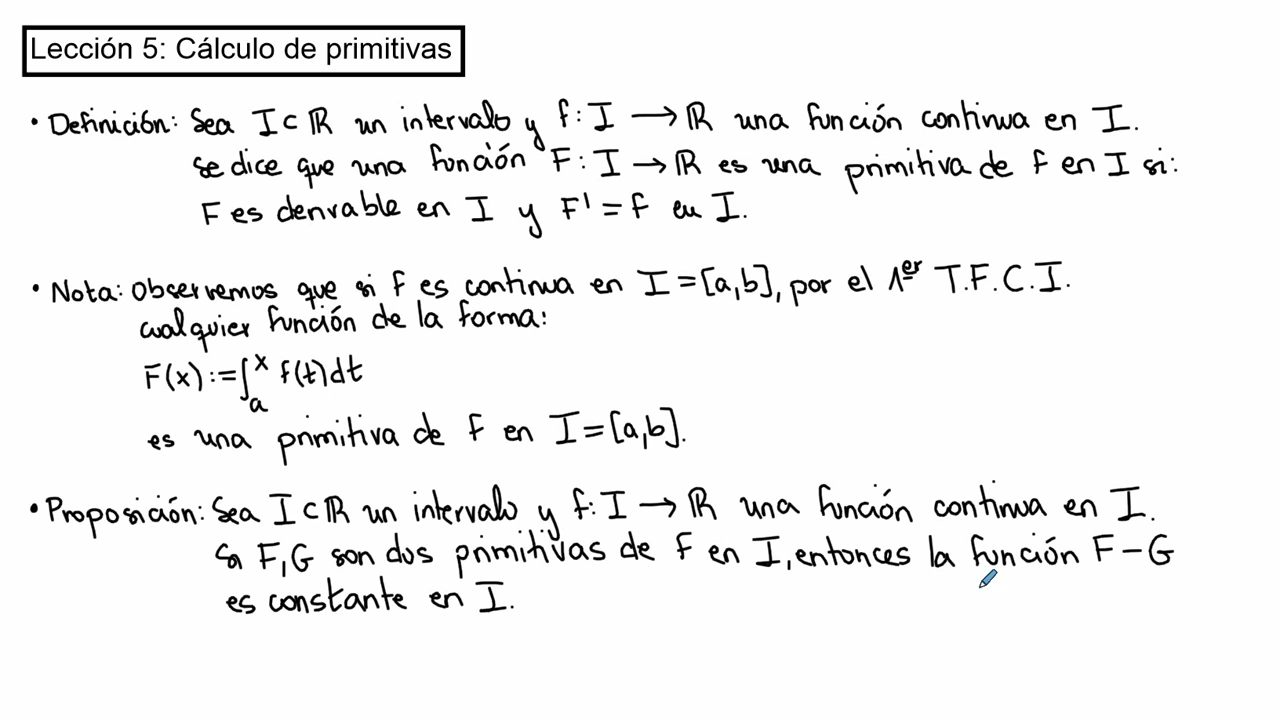 Lección 5: Cálculo de primitivas
• Definición: Sea I ⊂ ℝ un intervalo y f: I → ℝ una función continua en I.
Se dice que una función F: I → ℝ es una primitiva de f en I si:
F es derivable en I y F' = f en I.
• Nota: Observemos que si f es continua en I = [a,b], por el 1er T.F.C.I.
cualquier función de la forma:
F(x) := ∫_a^x f(t)dt
es una primitiva de f en I = [a,b].
• Proposición: Sea I ⊂ ℝ un intervalo y f: I → ℝ una función continua en I.
Si F, G son dos primitivas de f en I, entonces la función F - G
es constante en I.